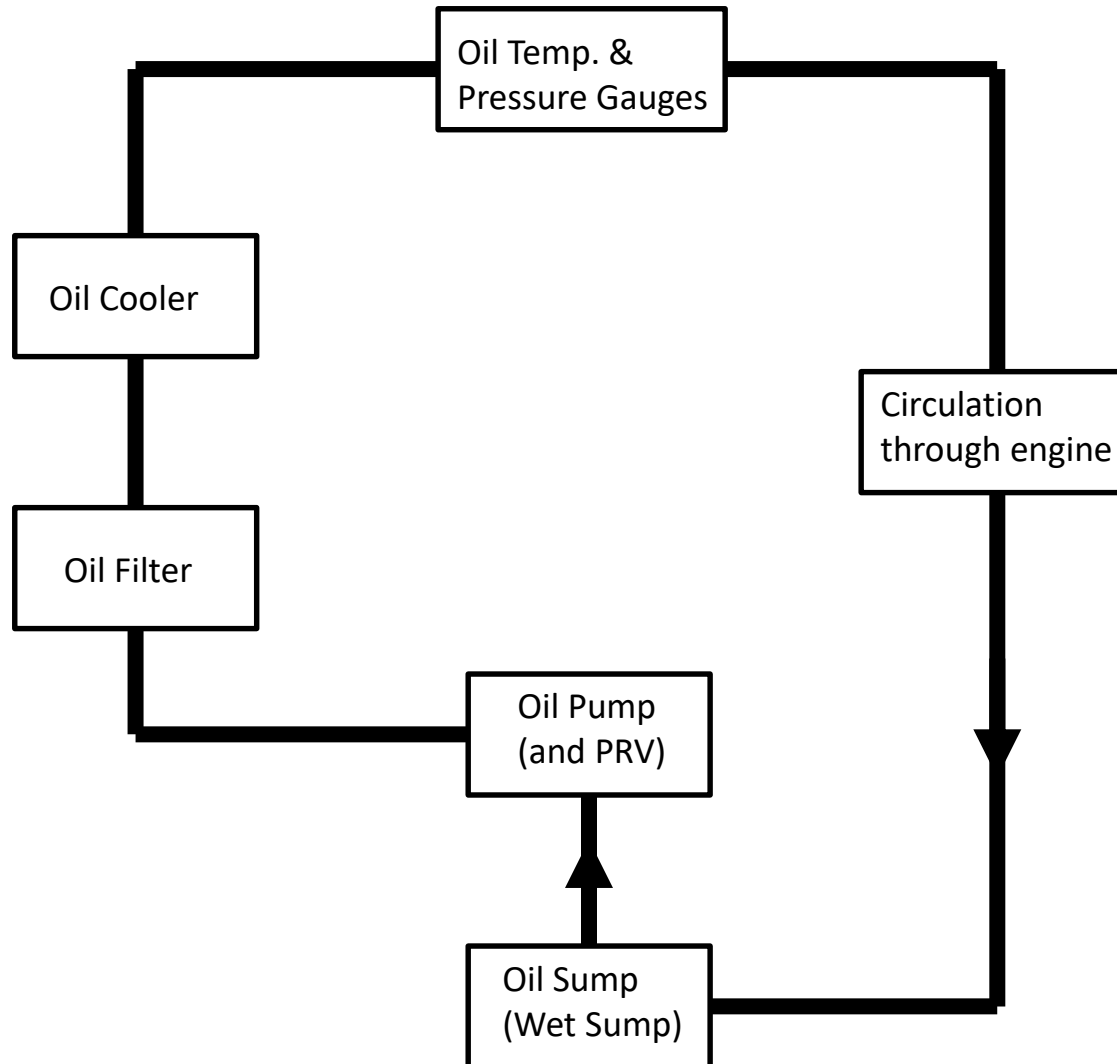 Oil Temp. &
Pressure Gauges
Oil Cooler
Circulation
through engine
Oil Filter
Oil Pump
(and PRV)
Oil Sump
(Wet Sump)